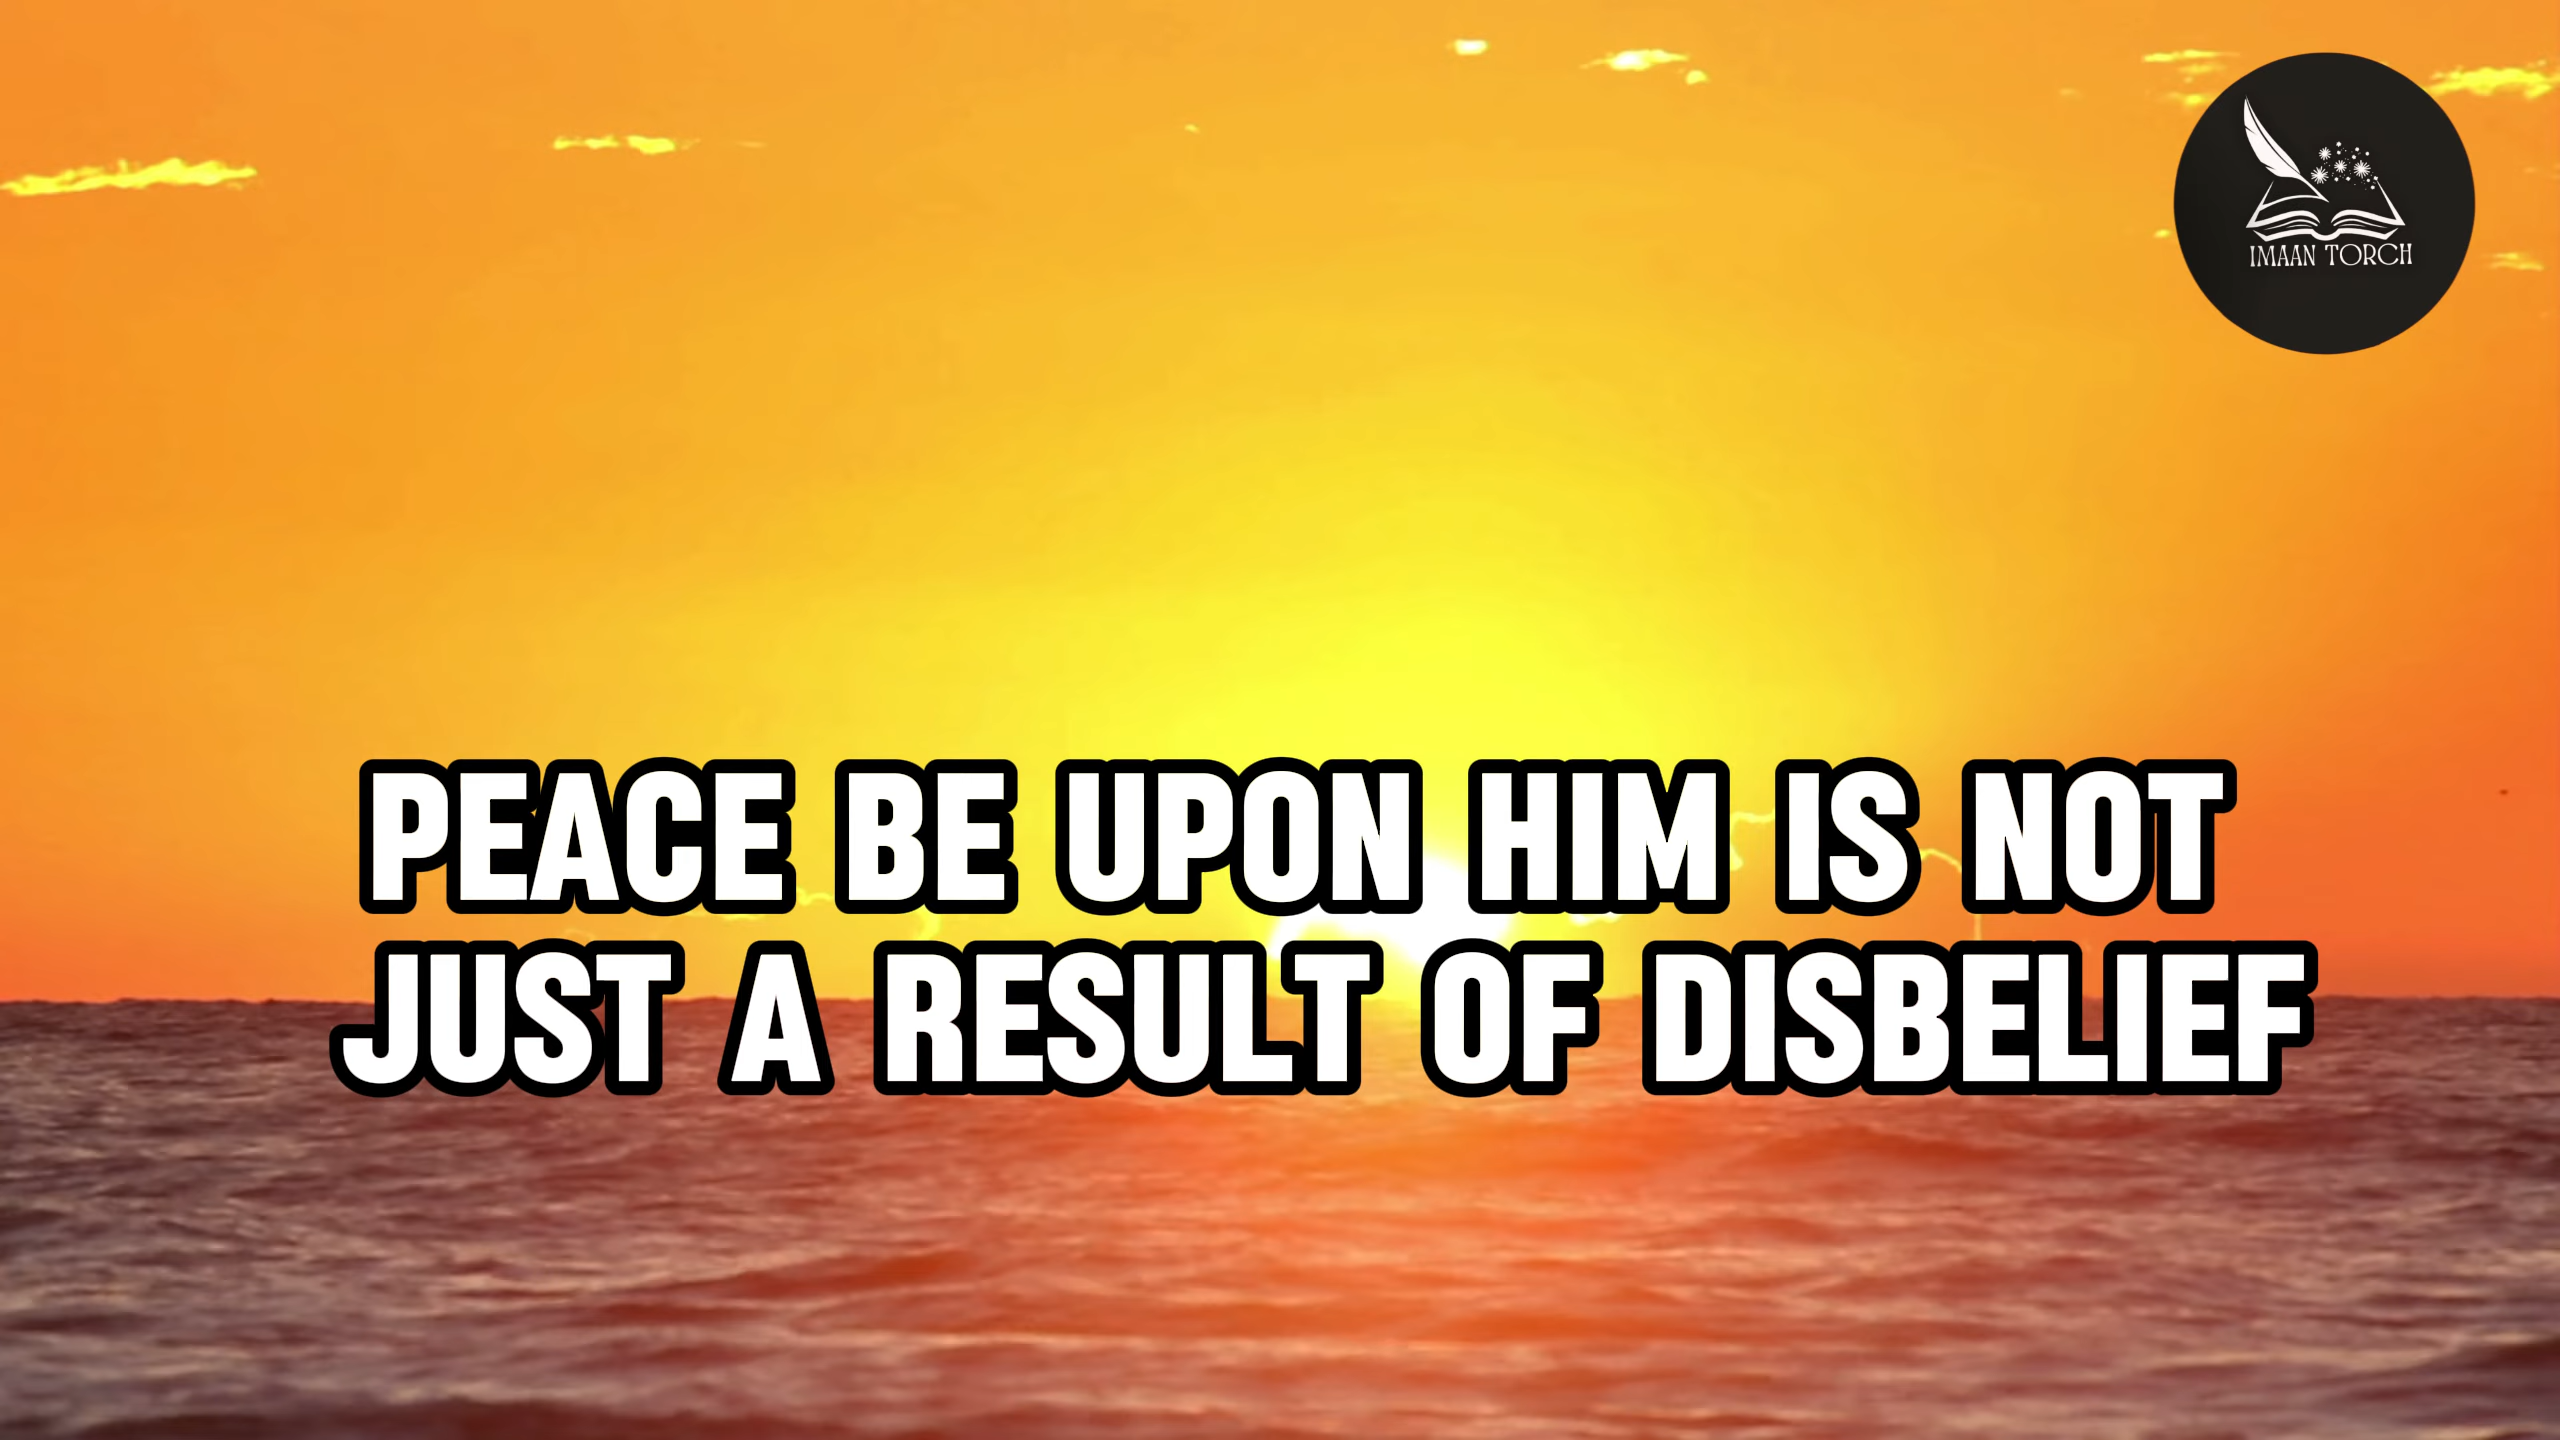 IMAAN TORCH
PEACE BE UPON HIM IS NOT
JUST A RESULT OF DISBELIEF